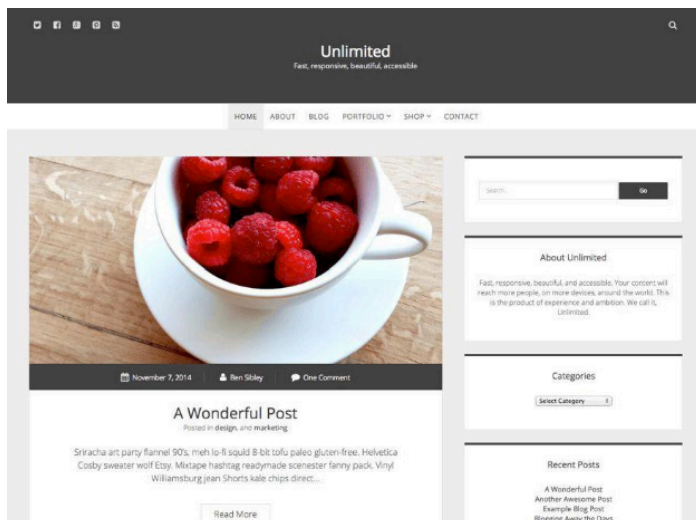 Unlimited
Fast, responsive, beautiful, accessible
HOME ABOUT BLOG PORTFOLIO SHOP CONTACT
November 7, 2014 Ben Sibley One Comment
A Wonderful Post
Posted in design, and marketing
Sriracha art party flannel 90's, meh lo-fi squid 8-bit tofu paleo gluten-free. Helvetica
Cosby sweater wolf Etsy. Mixtape hashtag readymade scenester fanny pack. Vinyl
Williamsburg jean Shorts kale chips direct...
Read More
Search... Go
About Unlimited
Fast, responsive, beautiful, and accessible. Your content will
reach more people, on more devices, around the world. This
is the product of experience and ambition. We call it,
Unlimited.
Categories
Select Category
Recent Posts
A Wonderful Post
Another Awesome Post
Example Blog Post
Blogging Away the Days